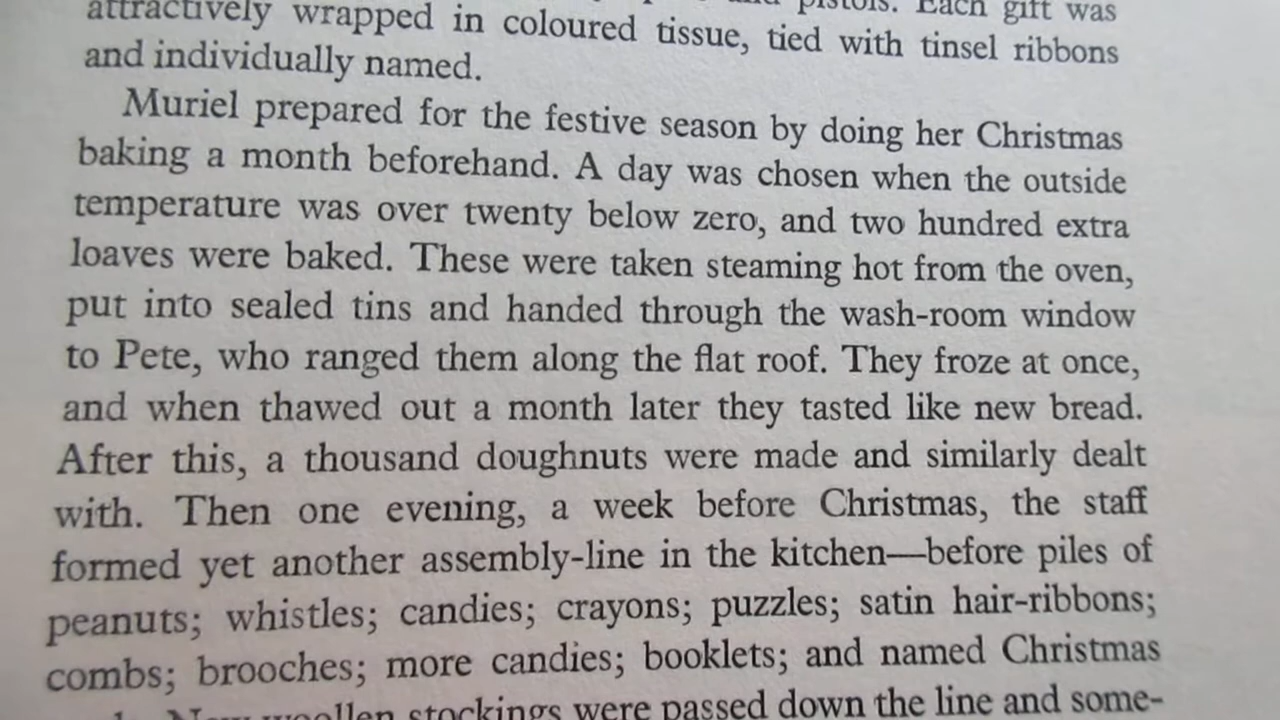 attractively wrapped in coloured tissue, tied with tinsel ribbons
and pistols. Each gift was
and individually named.
Muriel prepared for the festive season by doing her Christmas
baking a month beforehand. A day was chosen when the outside
temperature was over twenty below zero, and two hundred extra
loaves were baked. These were taken steaming hot from the oven,
put into sealed tins and handed through the wash-room window
to Pete, who ranged them along the flat roof. They froze at once,
and when thawed out a month later they tasted like new bread.
After this, a thousand doughnuts were made and similarly dealt
with. Then one evening, a week before Christmas, the staff
formed yet another assembly-line in the kitchen—before piles of
peanuts; whistles; candies; crayons; puzzles; satin hair-ribbons;
combs; brooches; more candies; booklets; and named Christmas
woollen stockings were passed down the line and some-